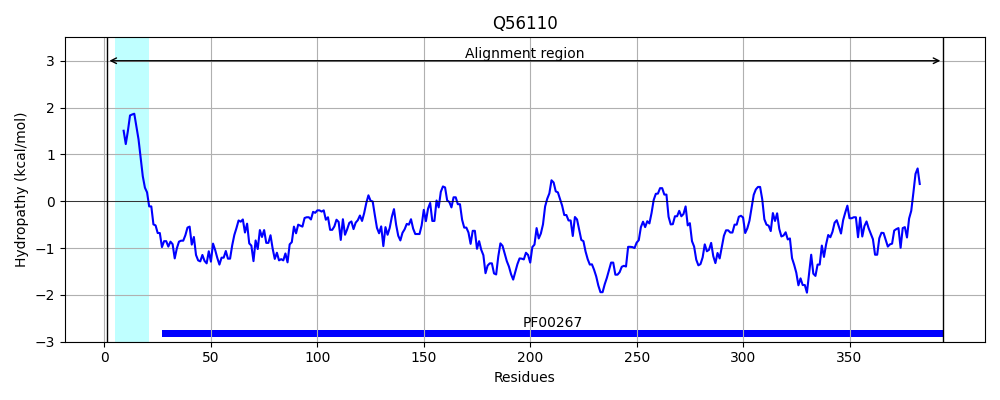 Q56110
Alignment region
3
2
1
0
−1
−2
−3
Hydropathy (kcal/mol)
PF00267
0 50 100 150 200 250 300 350
Residues